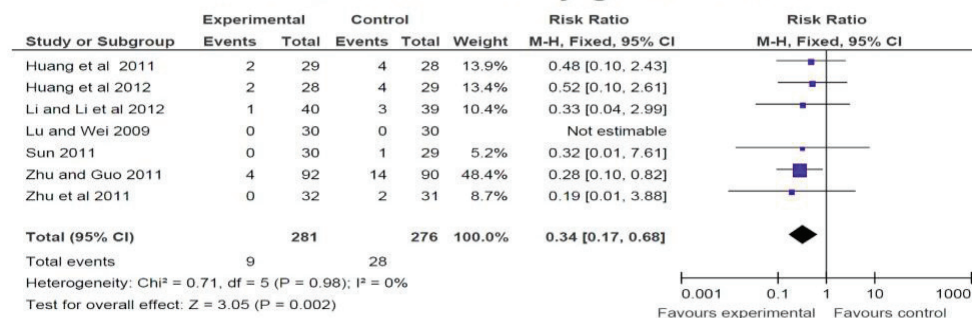 Experimental Control Risk Ratio Risk Ratio
Study or Subgroup Events Total Events Total Weight M-H, Fixed, 95% CI M-H, Fixed, 95% CI
Huang et al 2011 2 29 4 28 13.9% 0.48 [0.10, 2.43]
Huang et al 2012 2 28 4 29 13.4% 0.52 [0.10, 2.61]
Li and Li et al 2012 1 40 3 39 10.4% 0.33 [0.04, 2.99]
Lu and Wei 2009 0 30 0 30 Not estimable
Sun 2011 0 30 1 29 5.2% 0.32 [0.01, 7.61]
Zhu and Guo 2011 4 92 14 90 48.4% 0.28 [0.10, 0.82]
Zhu et al 2011 0 32 2 31 8.7% 0.19 [0.01, 3.88]
Total (95% CI) 281 276 100.0% 0.34 [0.17, 0.68]
Total events 9 28
Heterogeneity: Chi² = 0.71, df = 5 (P = 0.98); I² = 0%
Test for overall effect: Z = 3.05 (P = 0.002)
0.001 0.1 1 10 1000
Favours experimental Favours control